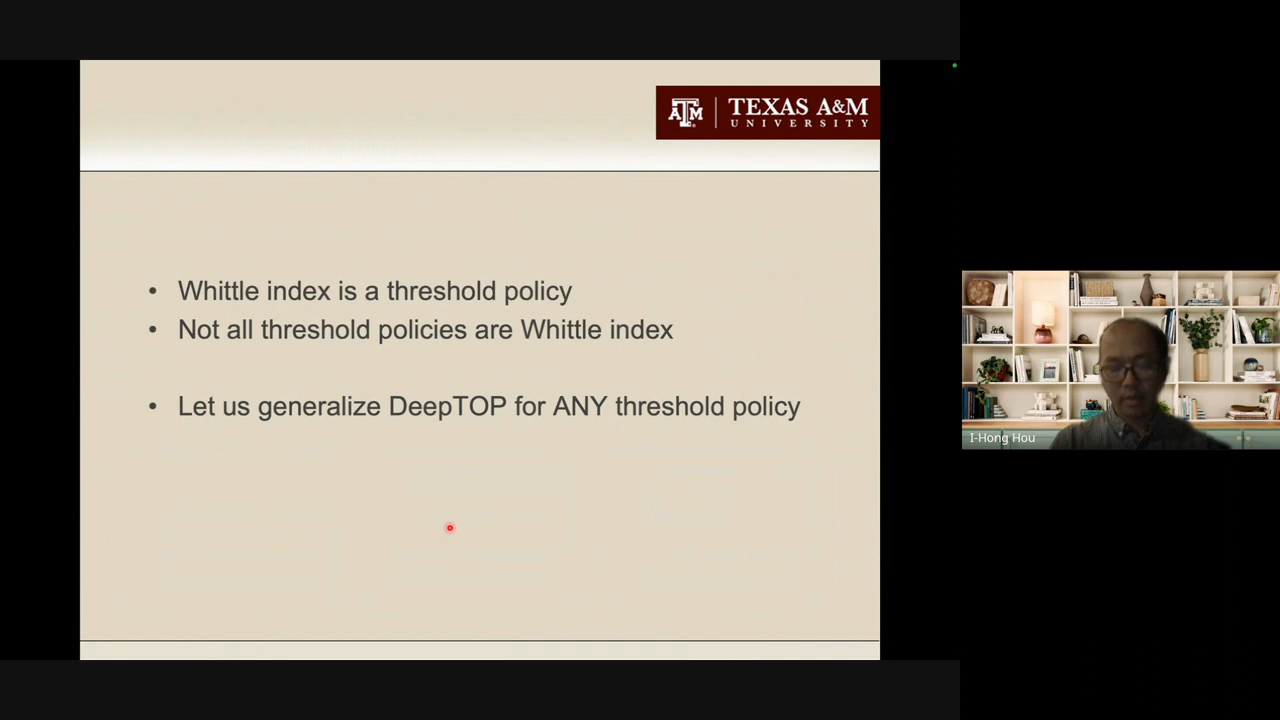 TEXAS A&M
UNIVERSITY
• Whittle index is a threshold policy
• Not all threshold policies are Whittle index
• Let us generalize DeepTOP for ANY threshold policy
I-Hong Hou